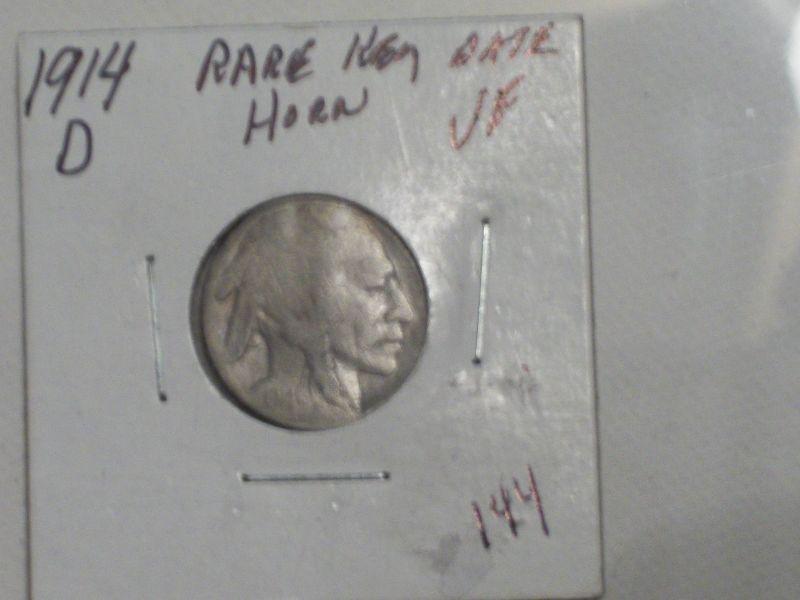 1914 RARE Key DATE
D HORN VF
144